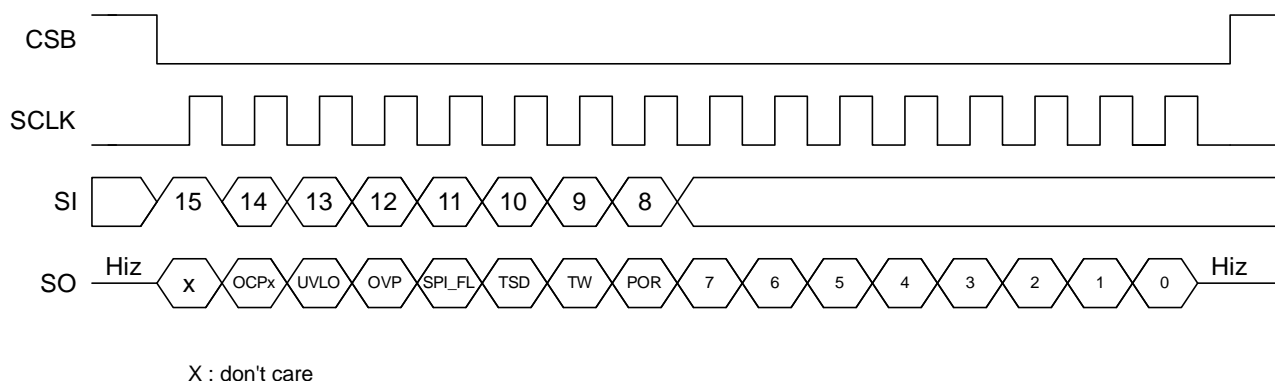 CSB
SCLK
SI 15 14 13 12 11 10 9 8
SO Hiz x OCPx UVLO OVP SPI_FL TSD TW POR 7 6 5 4 3 2 1 0 Hiz
X : don't care